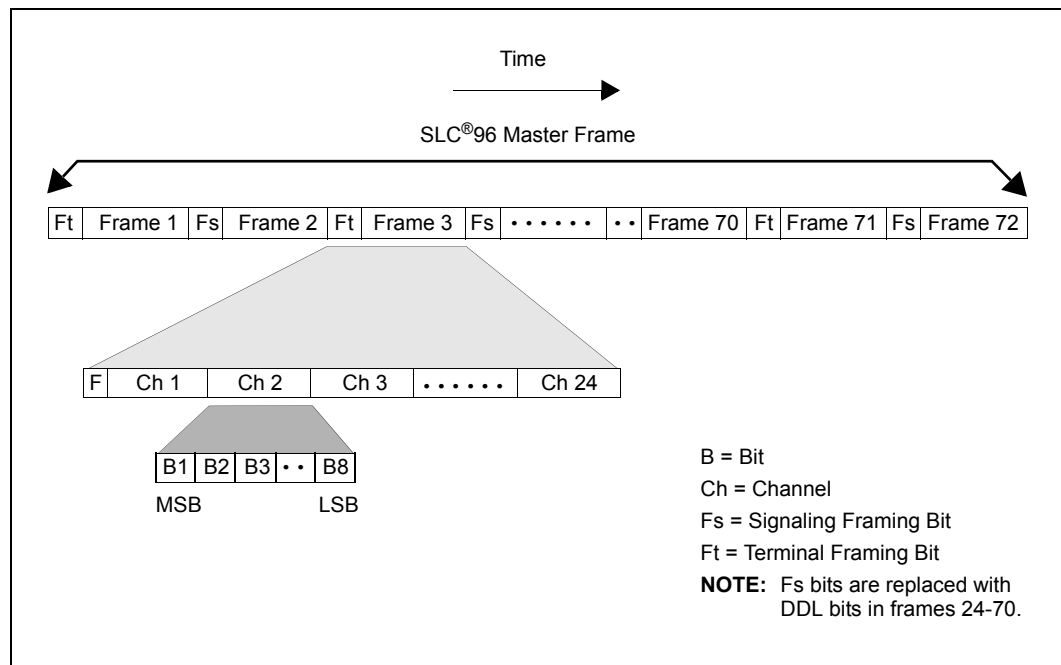 Time
SLC®96 Master Frame
Ft Frame 1 Fs Frame 2 Ft Frame 3 Fs · · · · · · · · Frame 70 Ft Frame 71 Fs Frame 72
F Ch 1 Ch 2 Ch 3 · · · · · · Ch 24
B1 B2 B3 · · B8
MSB LSB
B = Bit
Ch = Channel
Fs = Signaling Framing Bit
Ft = Terminal Framing Bit
NOTE: Fs bits are replaced with
DDL bits in frames 24-70.